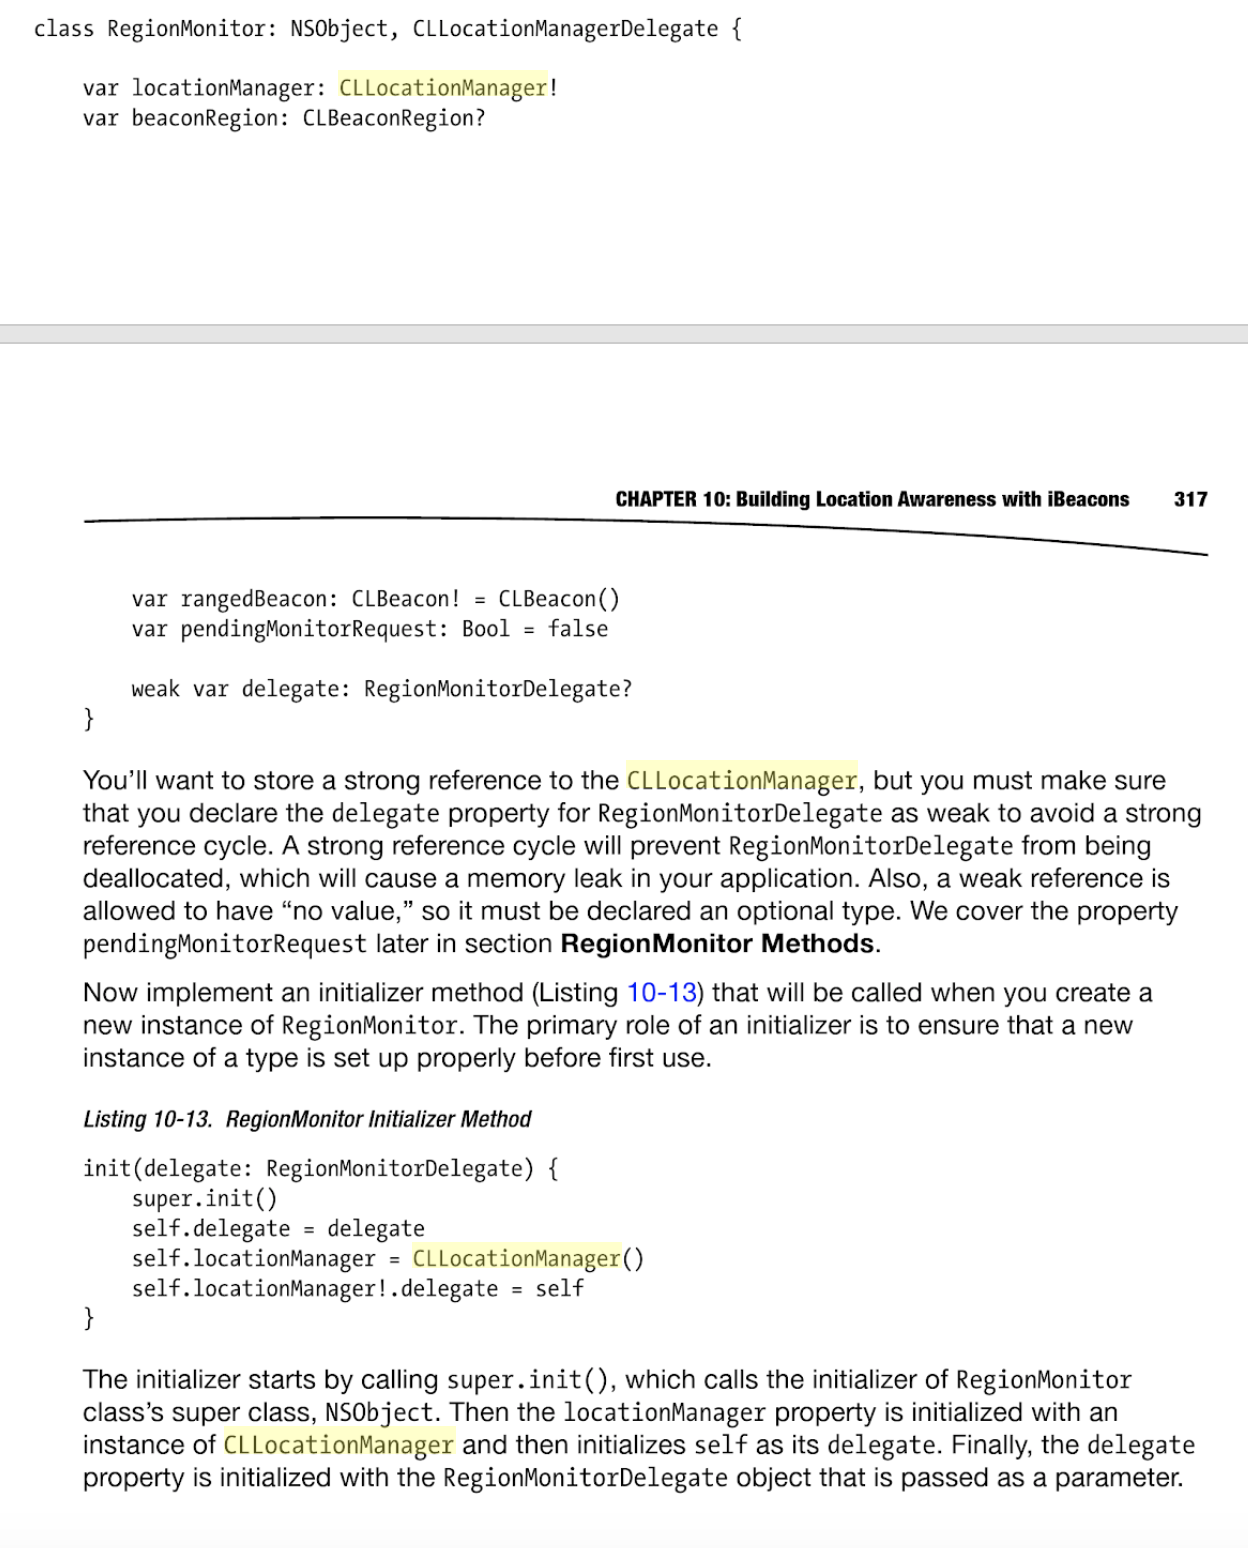 class RegionMonitor: NSObject, CLLocationManagerDelegate {
var locationManager: CLLocationManager!
var beaconRegion: CLBeaconRegion?
CHAPTER 10: Building Location Awareness with iBeacons 317
var rangedBeacon: CLBeacon! = CLBeacon()
var pendingMonitorRequest: Bool = false
weak var delegate: RegionMonitorDelegate?
}
You’ll want to store a strong reference to the CLLocationManager, but you must make sure
that you declare the delegate property for RegionMonitorDelegate as weak to avoid a strong
reference cycle. A strong reference cycle will prevent RegionMonitorDelegate from being
deallocated, which will cause a memory leak in your application. Also, a weak reference is
allowed to have “no value,” so it must be declared an optional type. We cover the property
pendingMonitorRequest later in section RegionMonitor Methods.
Now implement an initializer method (Listing 10-13) that will be called when you create a
new instance of RegionMonitor. The primary role of an initializer is to ensure that a new
instance of a type is set up properly before first use.
Listing 10-13. RegionMonitor Initializer Method
init(delegate: RegionMonitorDelegate) {
super.init()
self.delegate = delegate
self.locationManager = CLLocationManager()
self.locationManager!.delegate = self
}
The initializer starts by calling super.init(), which calls the initializer of RegionMonitor
class’s super class, NSObject. Then the locationManager property is initialized with an
instance of CLLocationManager and then initializes self as its delegate. Finally, the delegate
property is initialized with the RegionMonitorDelegate object that is passed as a parameter.